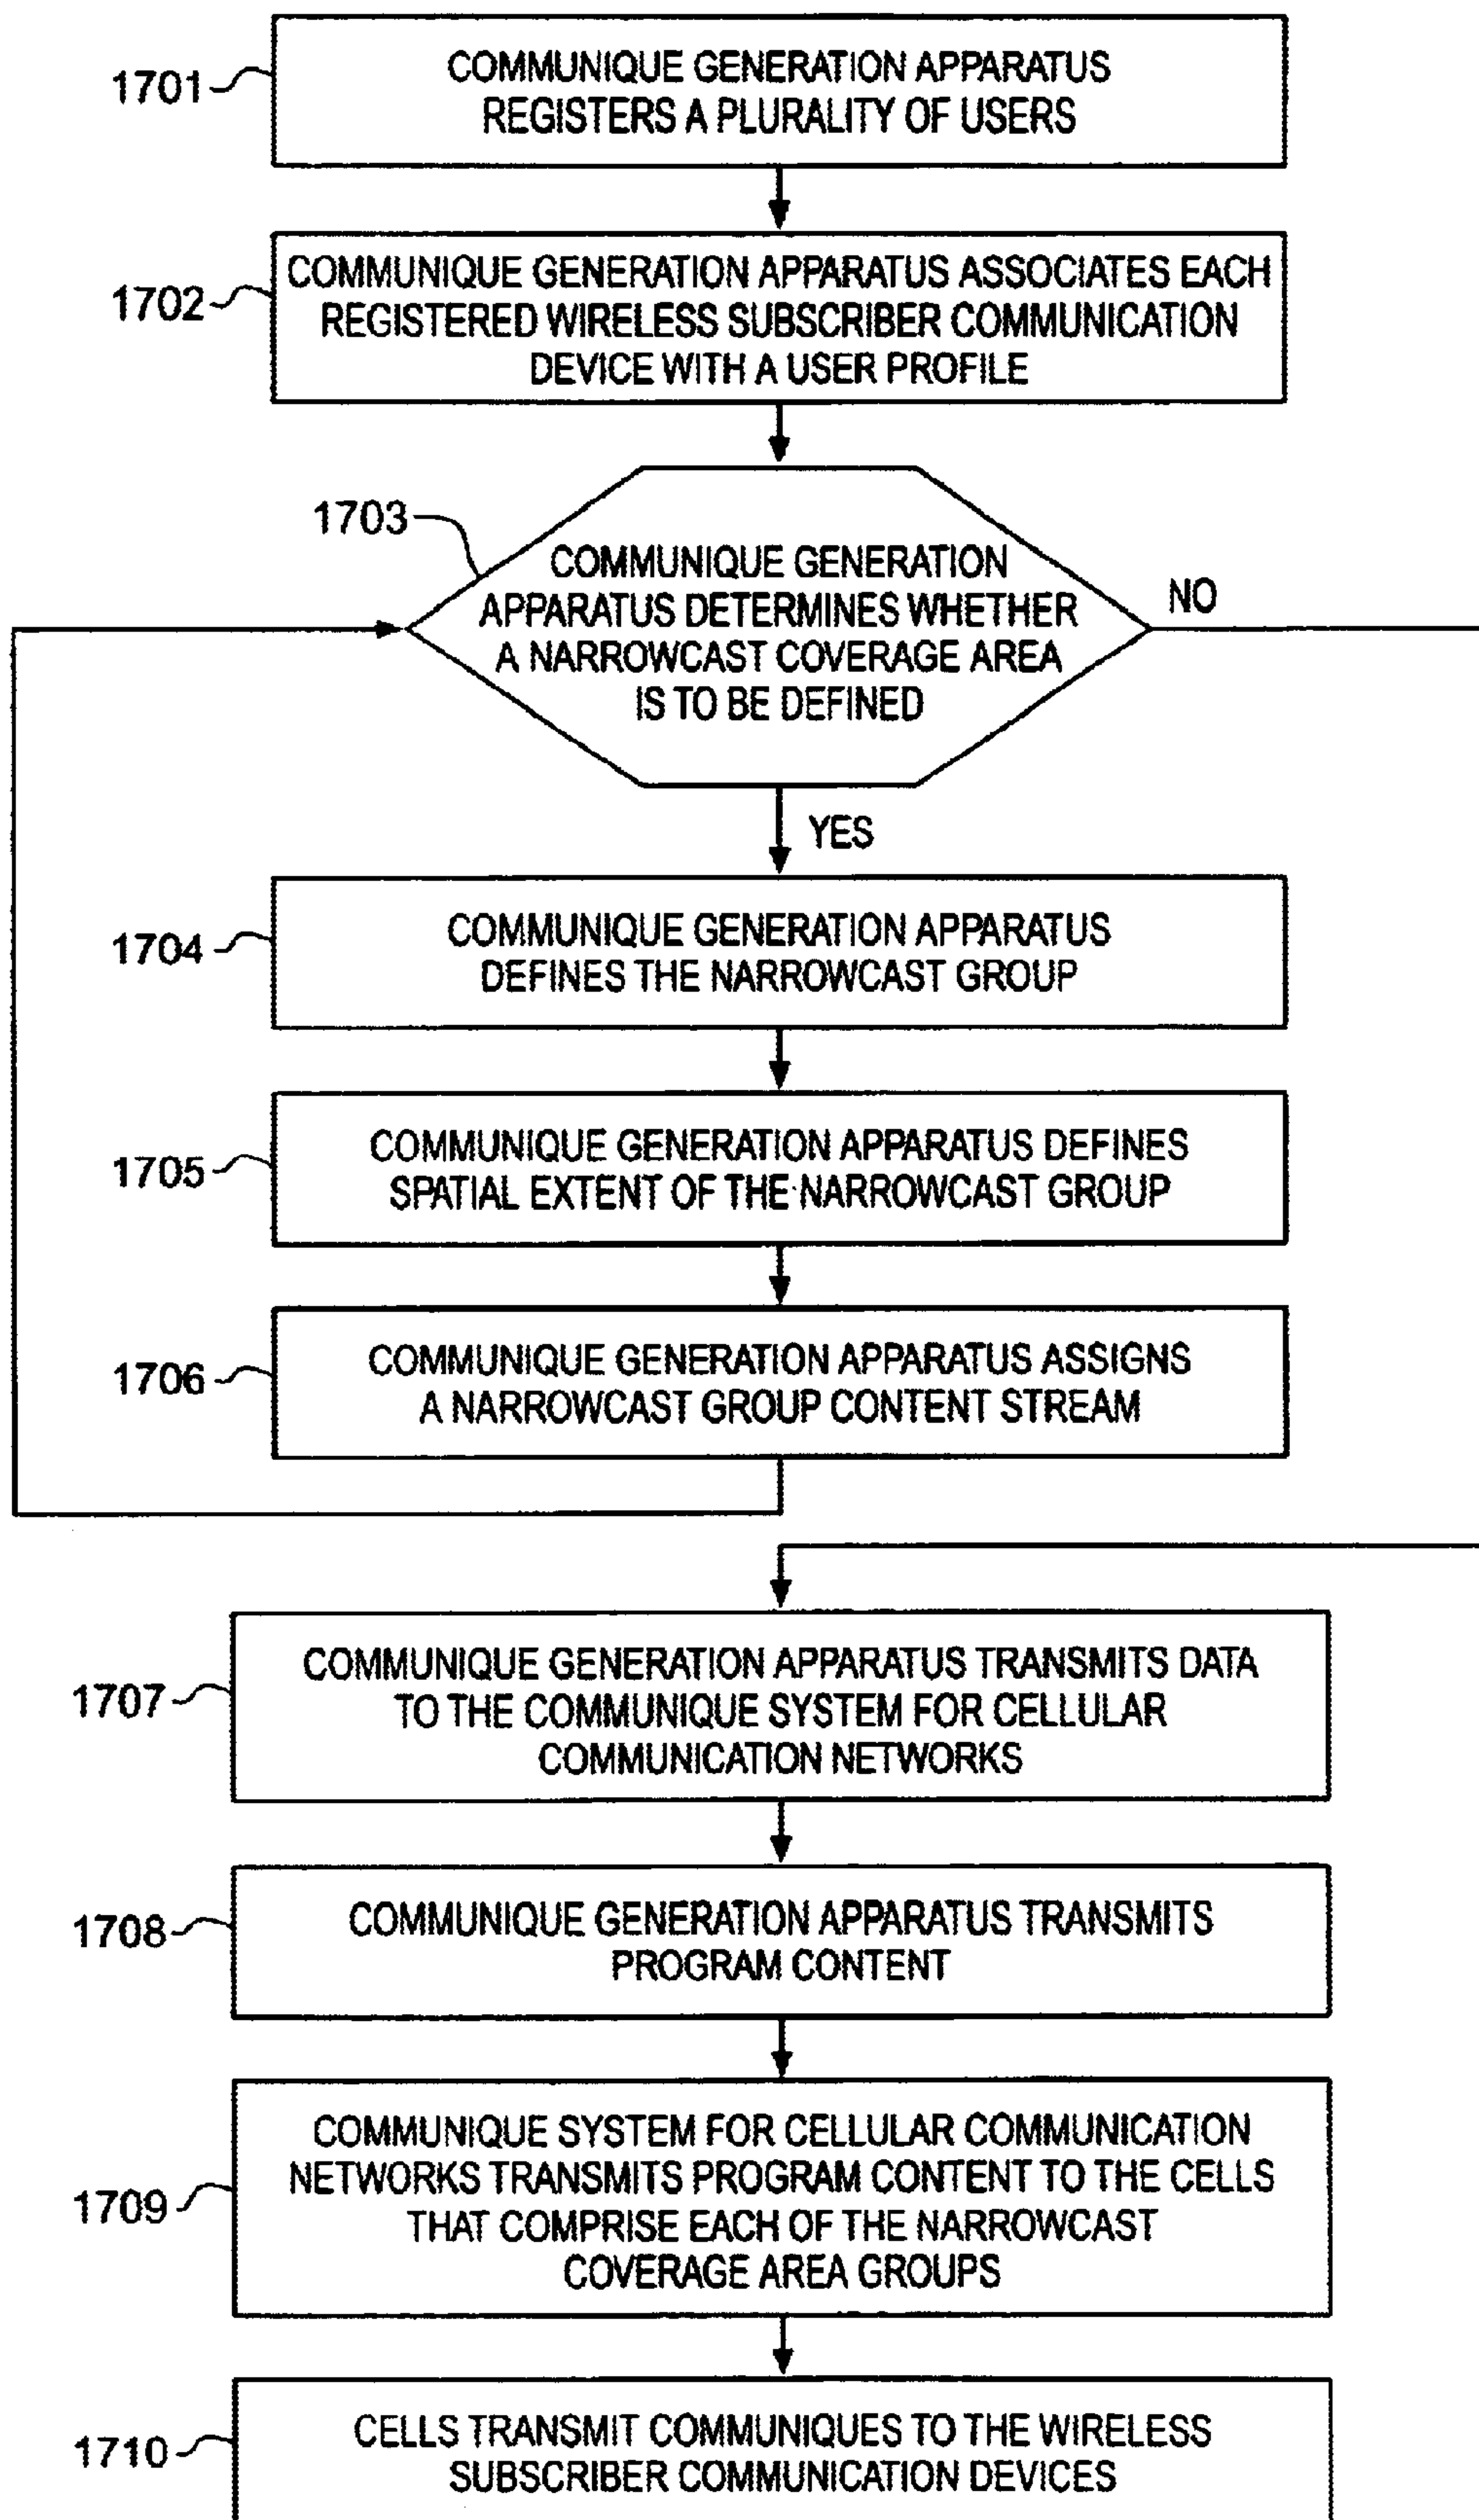 1701
COMMUNIQUE GENERATION APPARATUS
REGISTERS A PLURALITY OF USERS
1702
COMMUNIQUE GENERATION APPARATUS ASSOCIATES EACH
REGISTERED WIRELESS SUBSCRIBER COMMUNICATION
DEVICE WITH A USER PROFILE
1703
COMMUNIQUE GENERATION
APPARATUS DETERMINES WHETHER
A NARROWCAST COVERAGE AREA
IS TO BE DEFINED
NO
YES
1704
COMMUNIQUE GENERATION APPARATUS
DEFINES THE NARROWCAST GROUP
1705
COMMUNIQUE GENERATION APPARATUS DEFINES
SPATIAL EXTENT OF THE NARROWCAST GROUP
1706
COMMUNIQUE GENERATION APPARATUS ASSIGNS
A NARROWCAST GROUP CONTENT STREAM
1707
COMMUNIQUE GENERATION APPARATUS TRANSMITS DATA
TO THE COMMUNIQUE SYSTEM FOR CELLULAR
COMMUNICATION NETWORKS
1708
COMMUNIQUE GENERATION APPARATUS TRANSMITS
PROGRAM CONTENT
1709
COMMUNIQUE SYSTEM FOR CELLULAR COMMUNICATION
NETWORKS TRANSMITS PROGRAM CONTENT TO THE CELLS
THAT COMPRISE EACH OF THE NARROWCAST
COVERAGE AREA GROUPS
1710
CELLS TRANSMIT COMMUNIQUES TO THE WIRELESS
SUBSCRIBER COMMUNICATION DEVICES